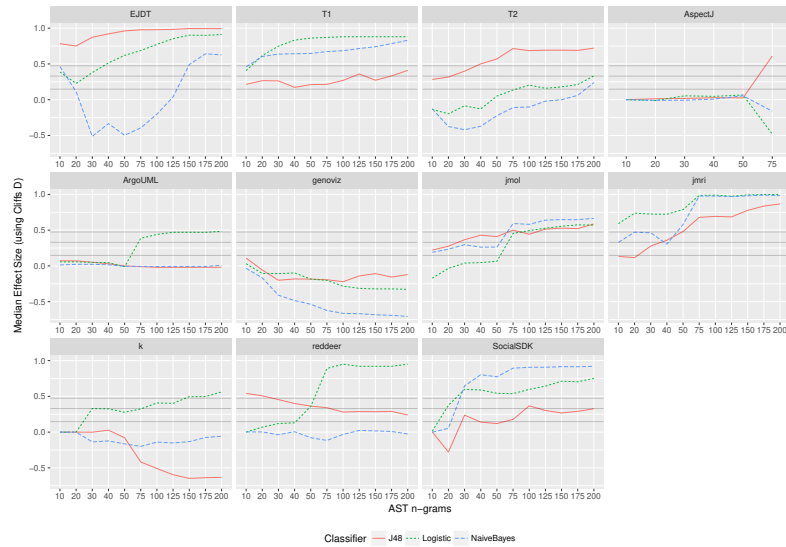 EJDT T1 T2 AspectJ
1.0
0.5
0.0
−0.5
10 20 30 40 50 75 100 125 150 175 200 10 20 30 40 50 75 100 125 150 175 200 10 20 30 40 50 75 100 125 150 175 200 10 20 30 40 50 75
ArgoUML genoviz jmol jmri
1.0
0.5
0.0
−0.5
10 20 30 40 50 75 100 125 150 175 200 10 20 30 40 50 75 100 125 150 175 200 10 20 30 40 50 75 100 125 150 175 200 10 20 30 40 50 75 100 125 150 175 200
k reddeer SocialSDK
1.0
0.5
0.0
−0.5
10 20 30 40 50 75 100 125 150 175 200 10 20 30 40 50 75 100 125 150 175 200 10 20 30 40 50 75 100 125 150 175 200
Median Effect Size (using Cliffs D)
AST n-grams
Classifier J48 Logistic NaiveBayes